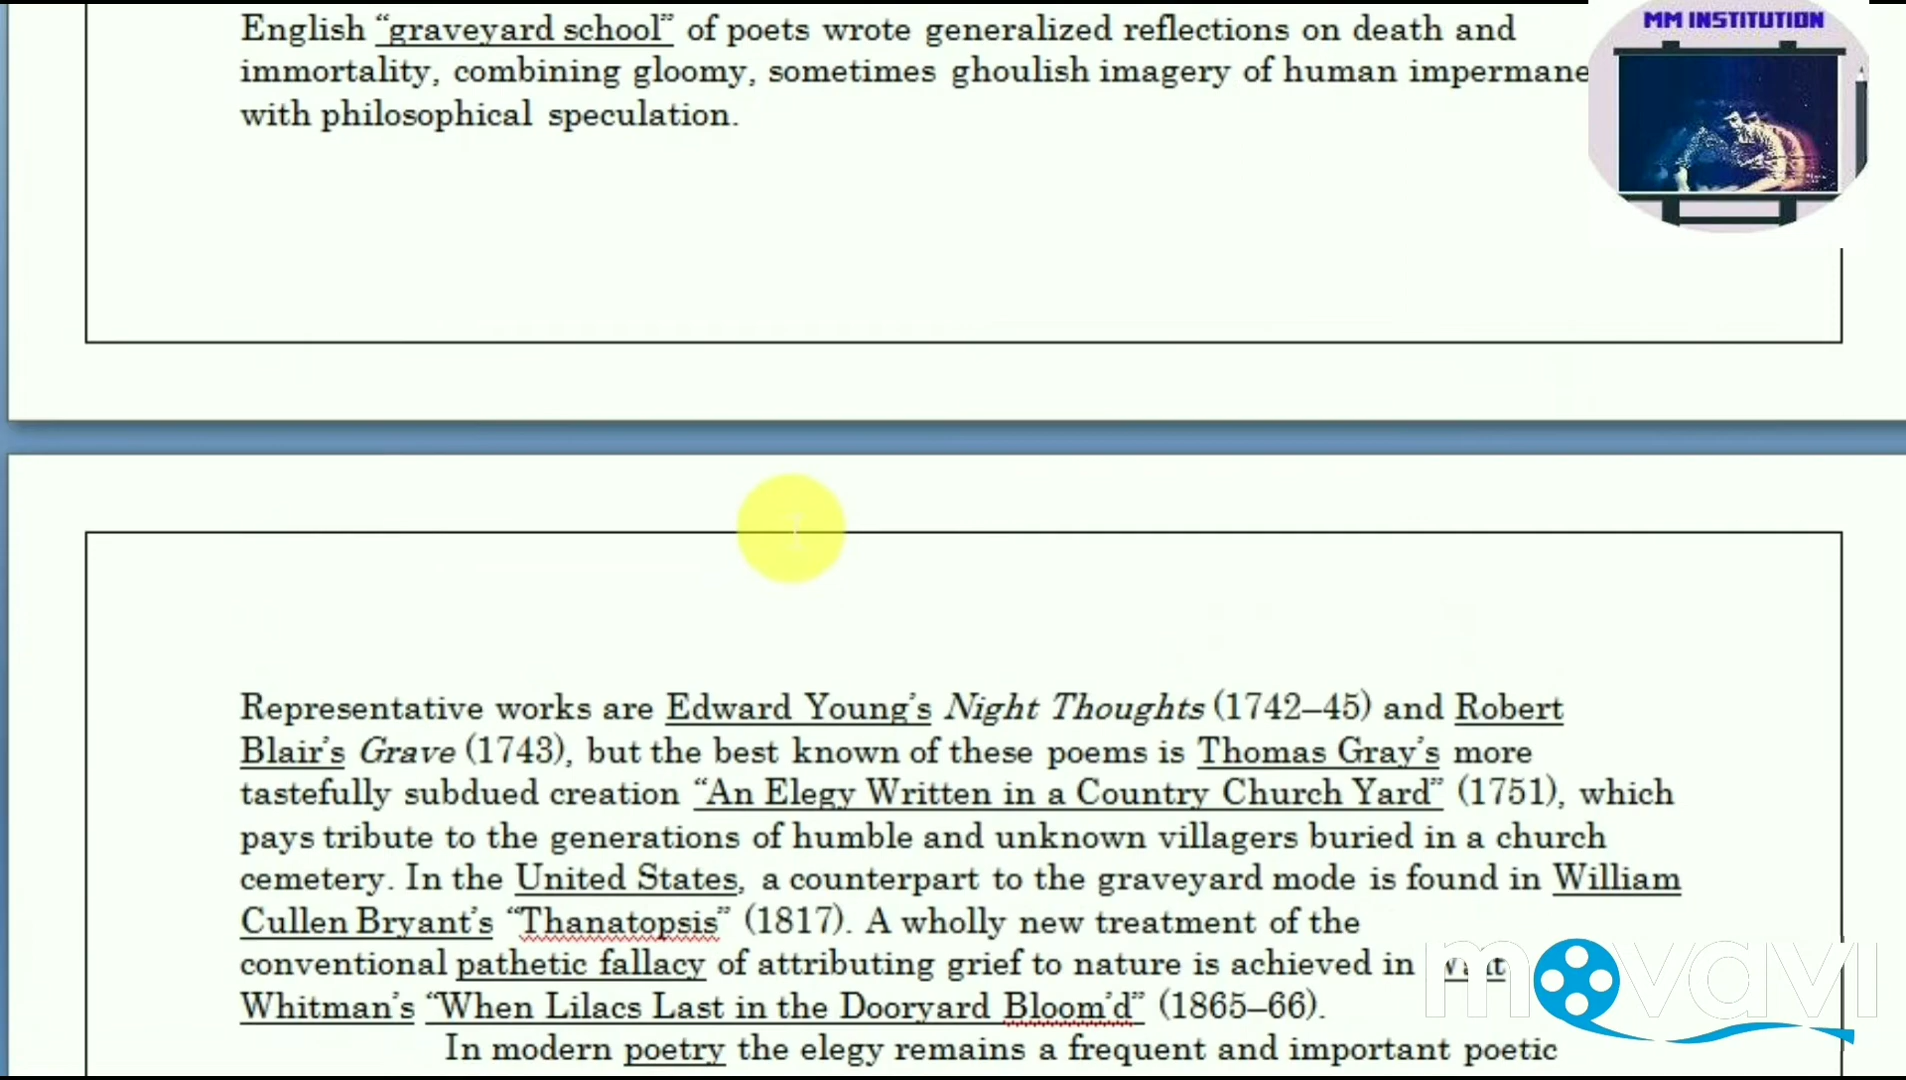 MM INSTITUTION
English “graveyard school” of poets wrote generalized reflections on death and
immortality, combining gloomy, sometimes ghoulish imagery of human impermane
with philosophical speculation.
Representative works are Edward Young’s Night Thoughts (1742–45) and Robert
Blair’s Grave (1743), but the best known of these poems is Thomas Gray’s more
tastefully subdued creation “An Elegy Written in a Country Church Yard” (1751), which
pays tribute to the generations of humble and unknown villagers buried in a church
cemetery. In the United States, a counterpart to the graveyard mode is found in William
Cullen Bryant’s “Thanatopsis” (1817). A wholly new treatment of the
conventional pathetic fallacy of attributing grief to nature is achieved in Walt
Whitman’s “When Lilacs Last in the Dooryard Bloom’d” (1865–66).
In modern poetry the elegy remains a frequent and important poetic
movavi